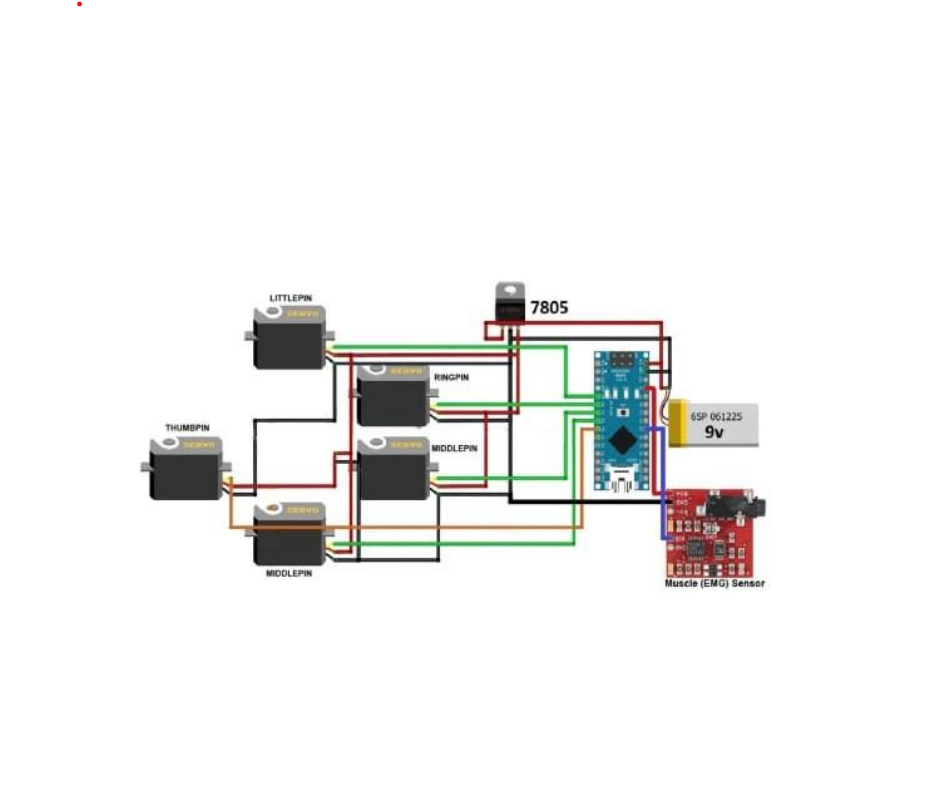 LITTLEPIN
SERVO
7805
SERVO
RINGPIN
6SP 061225
9v
THUMBPIN
SERVO
SERVO
MIDDLEPIN
SERVO
MIDDLEPIN
Muscle (EMG) Sensor